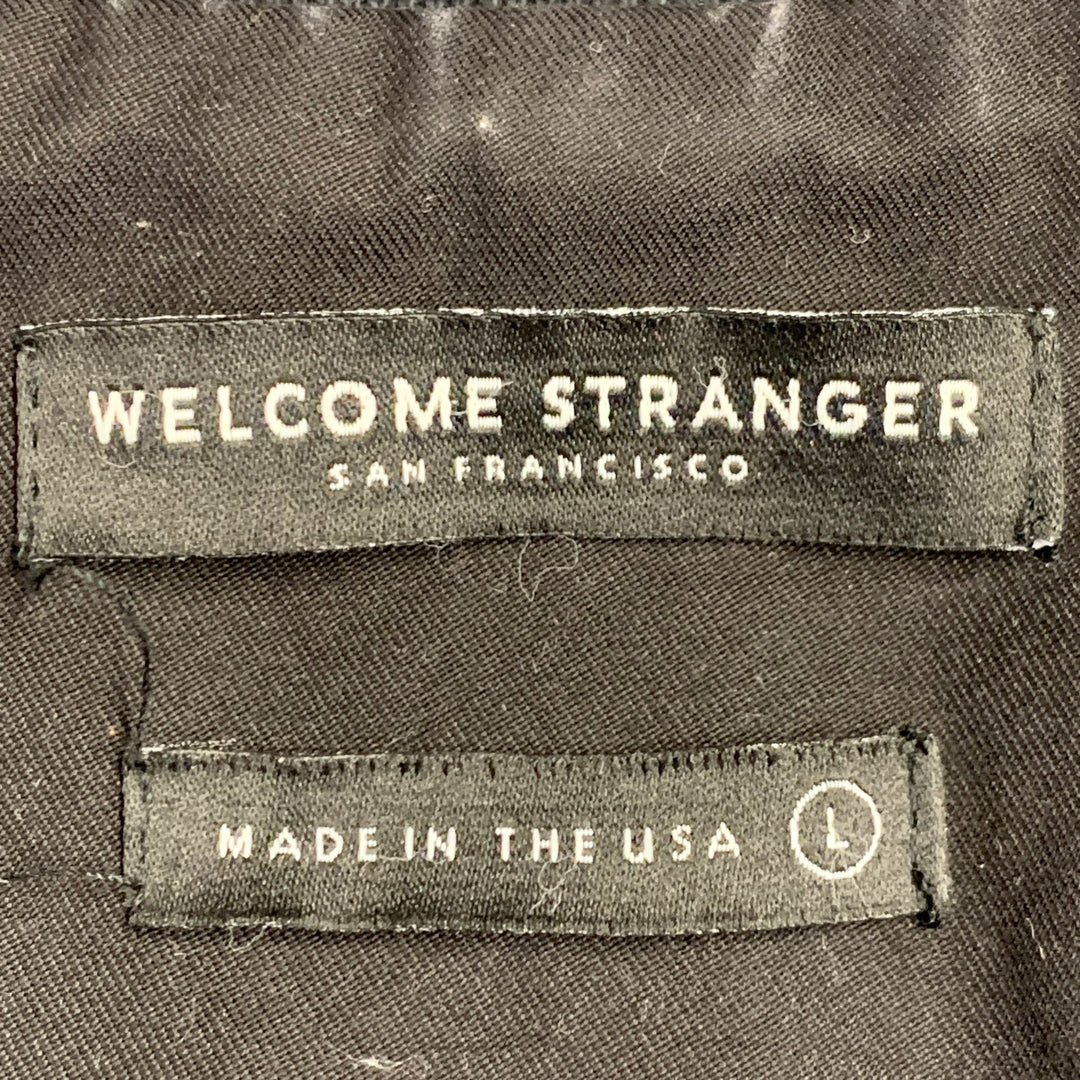 WELCOME STRANGER
SAN FRANCISCO
MADE IN THE USA L